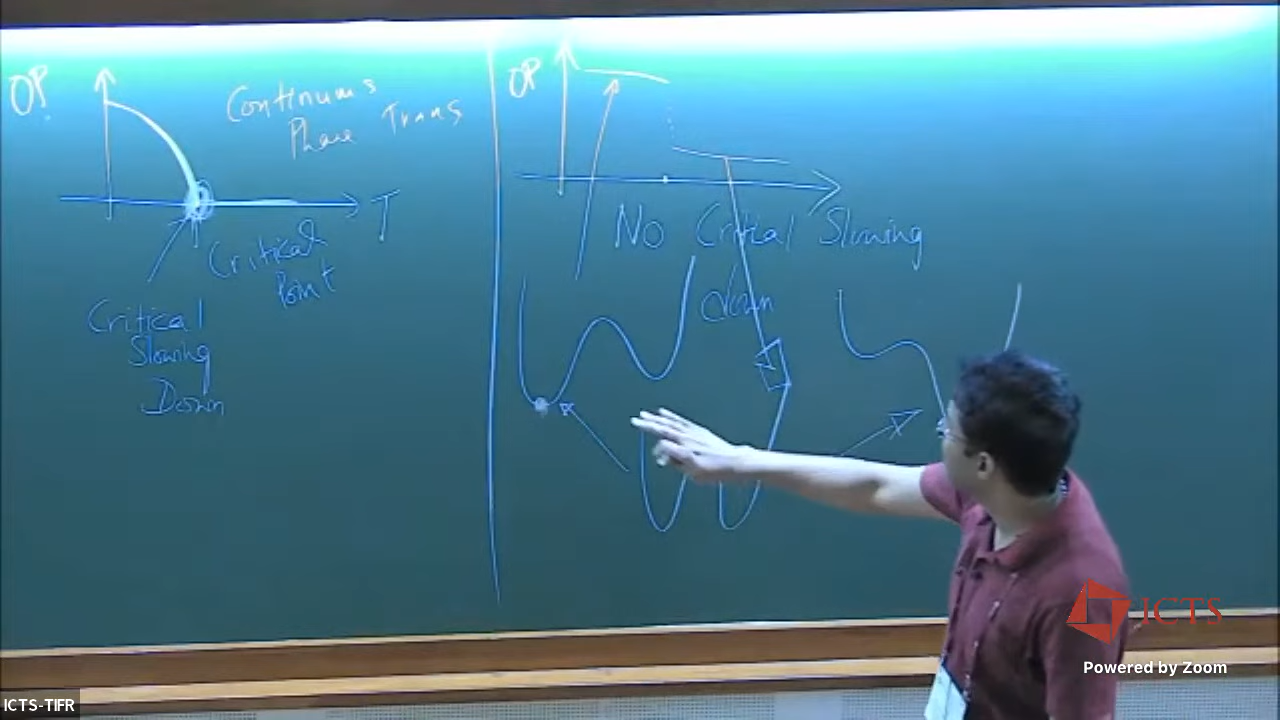 OP
Continuous
Phase Trans
T
Critical
Point
Critical
Slowing
Down
OP
No Critical Slowing
down
ICTS
Powered by Zoom
ICTS-TIFR